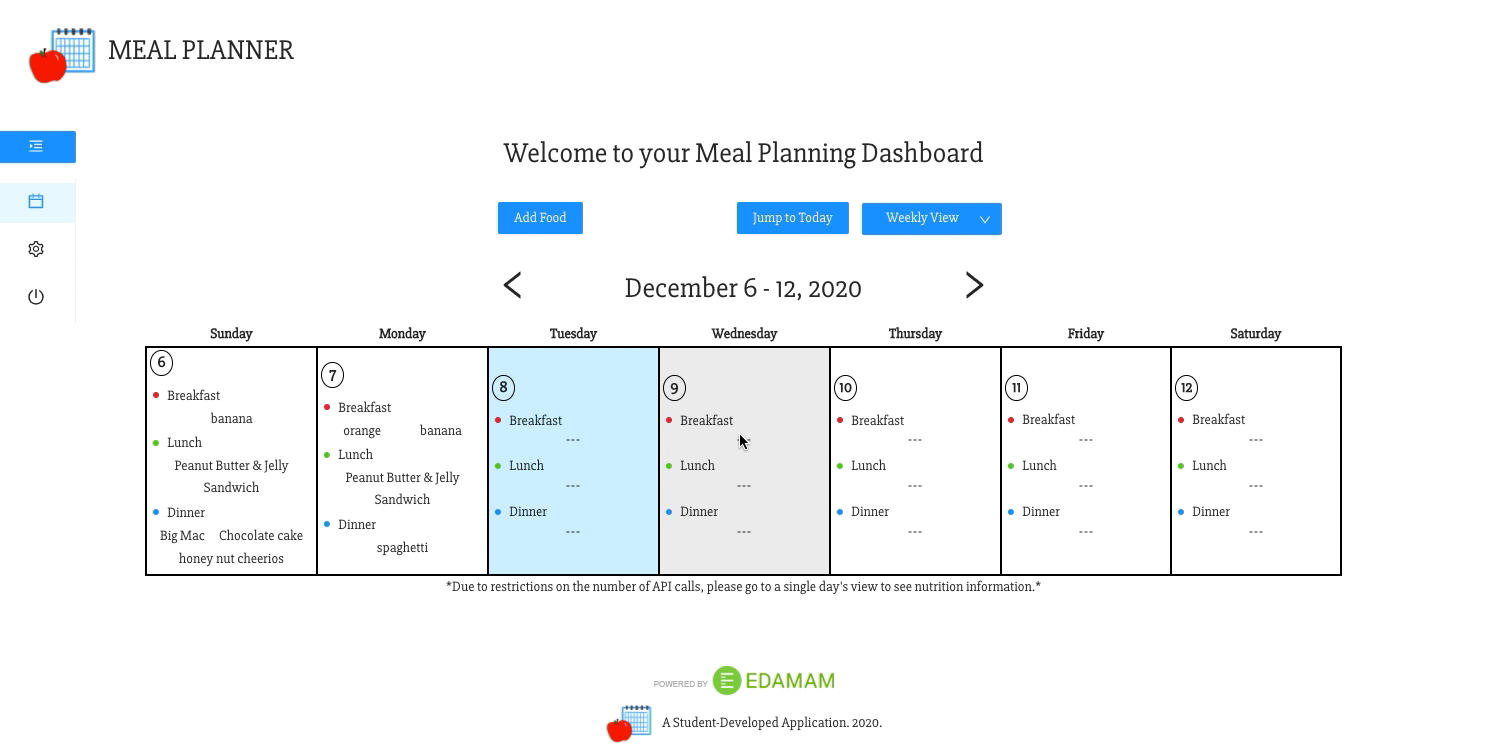 MEAL PLANNER
Welcome to your Meal Planning Dashboard
Add Food
Jump to Today
Weekly View
December 6 - 12, 2020
Sunday Monday Tuesday Wednesday Thursday Friday Saturday
6
Breakfast
banana
Lunch
Peanut Butter & Jelly
Sandwich
Dinner
Big Mac Chocolate cake
honey nut cheerios
7
Breakfast
orange banana
Lunch
Peanut Butter & Jelly
Sandwich
Dinner
spaghetti
8
Breakfast
---
Lunch
---
Dinner
---
9
Breakfast
---
Lunch
---
Dinner
---
10
Breakfast
---
Lunch
---
Dinner
---
11
Breakfast
---
Lunch
---
Dinner
---
12
Breakfast
---
Lunch
---
Dinner
---
*Due to restrictions on the number of API calls, please go to a single day's view to see nutrition information.*
POWERED BY EDAMAM
A Student-Developed Application. 2020.